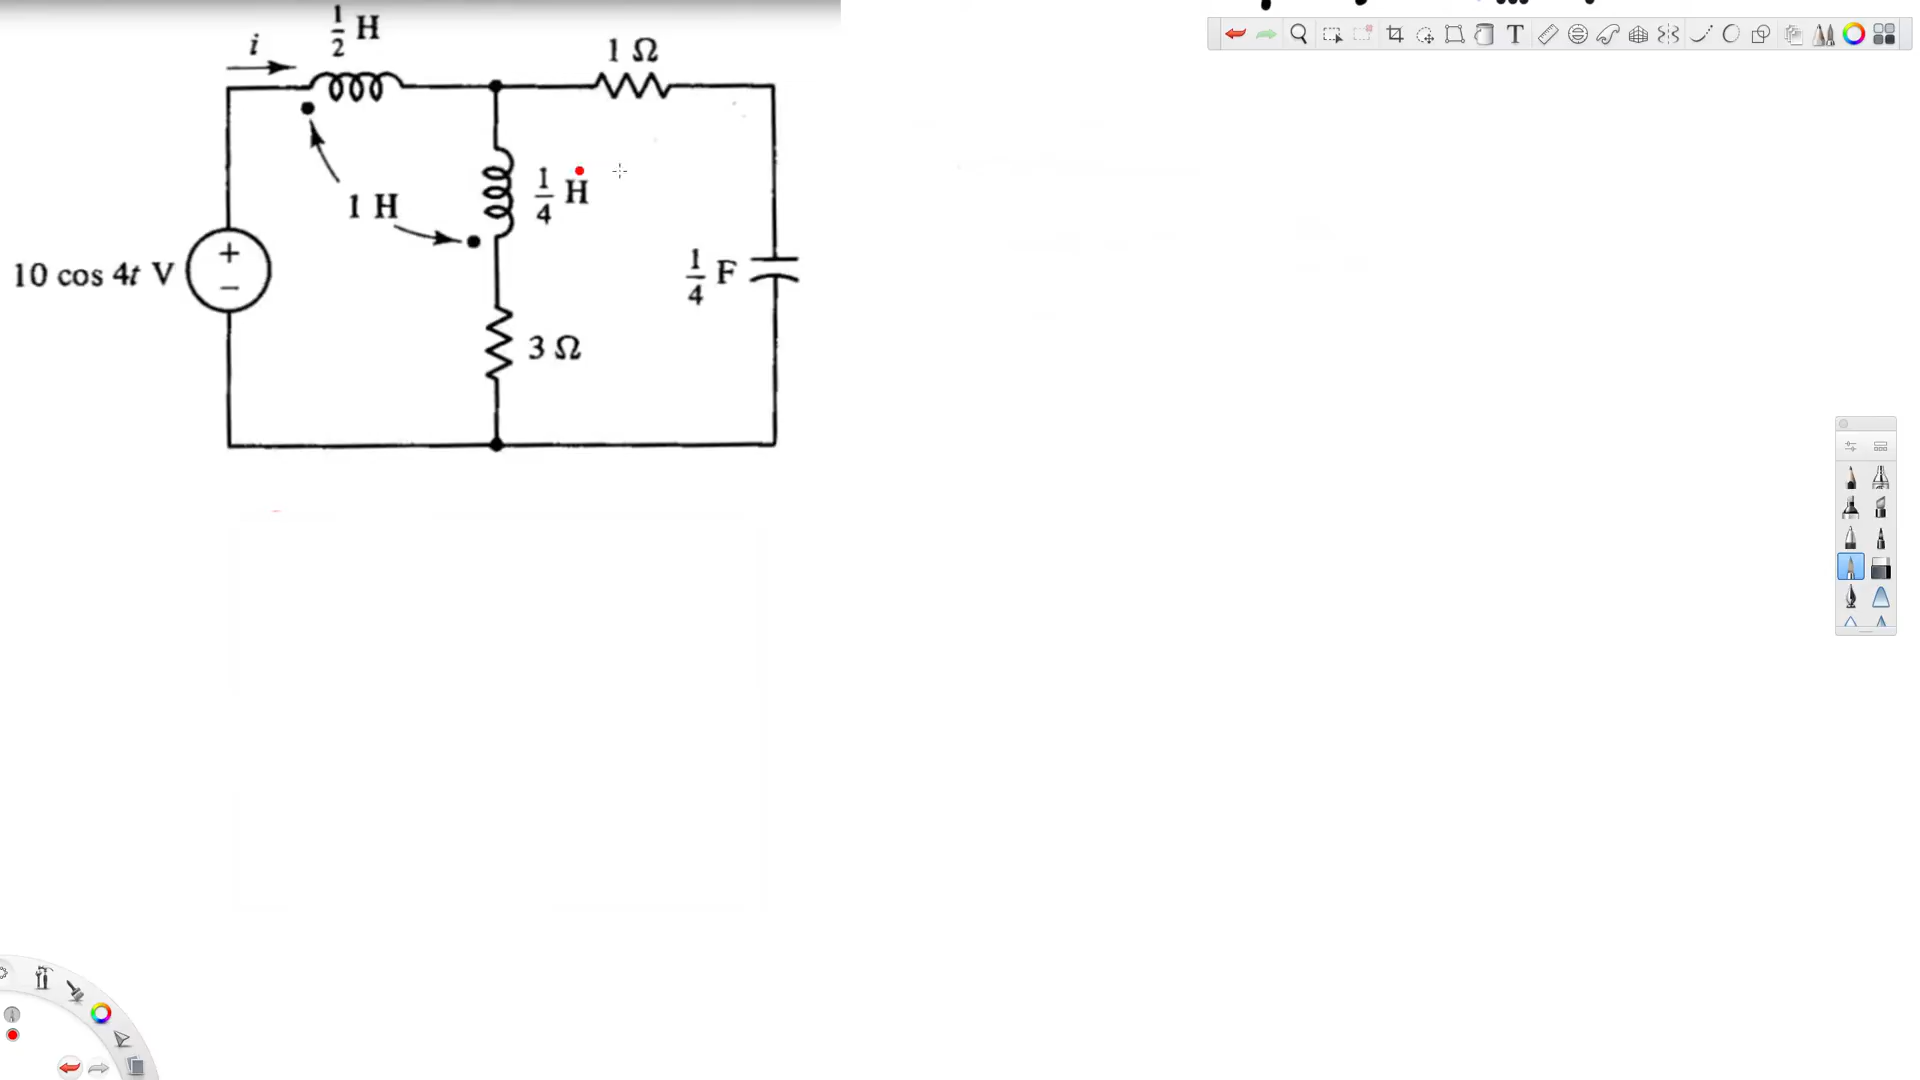 i
1/2 H
1 Ω
1/4 H
1 H
10 cos 4t V
+
−
1/4 F
3 Ω
T